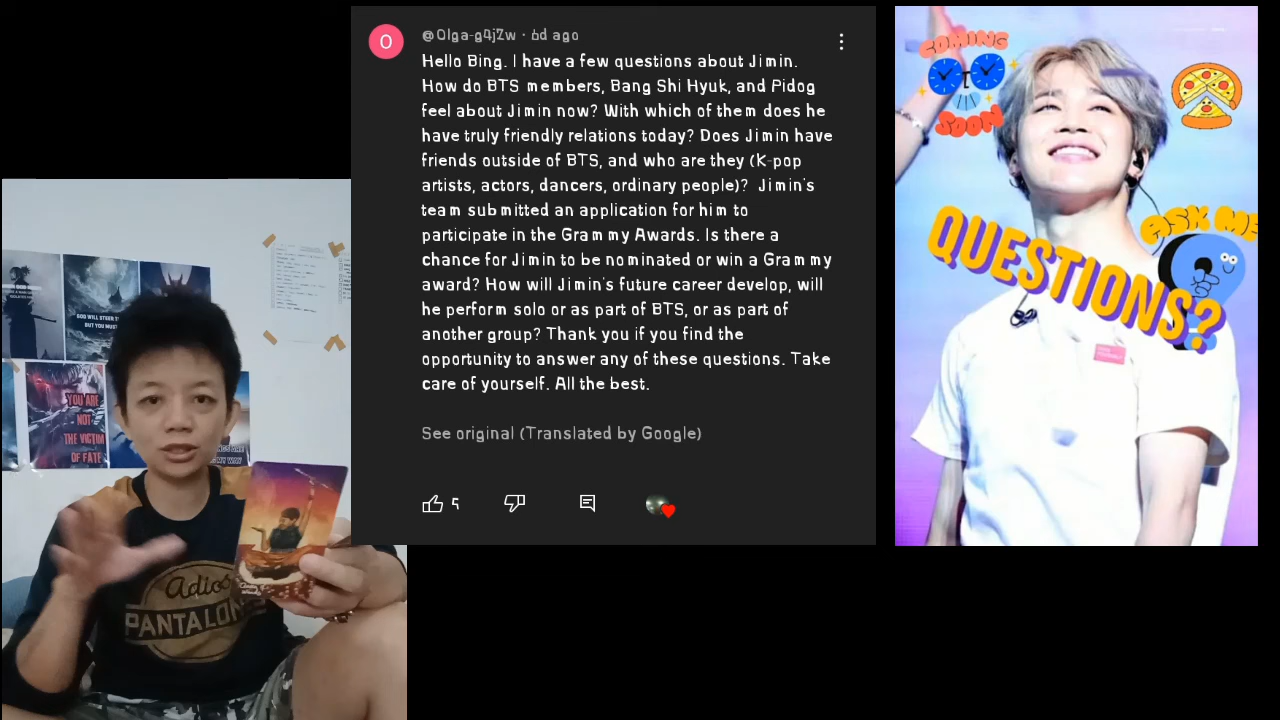 @Olga-g4j7w · 6d ago
O
Hello Bing. I have a few questions about Jimin.
How do BTS members, Bang Shi Hyuk, and Pidog
feel about Jimin now? With which of them does he
have truly friendly relations today? Does Jimin have
friends outside of BTS, and who are they (K-pop
artists, actors, dancers, ordinary people)? Jimin's
team submitted an application for him to
participate in the Grammy Awards. Is there a
chance for Jimin to be nominated or win a Grammy
award? How will Jimin's future career develop, will
he perform solo or as part of BTS, or as part of
another group? Thank you if you find the
opportunity to answer any of these questions. Take
care of yourself. All the best.
See original (Translated by Google)
5
COMING
SOON
ASK ME
QUESTIONS?
GOD WILL STEER
BUT YOU MUST
YOU ARE
NOT
THE VICTIM
OF FATE
Adios
PANTALON